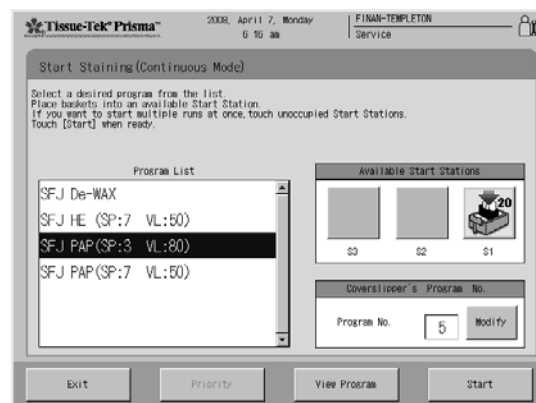 Tissue-Tek® Prisma™
2008, April 7, Monday
6 16 am
FINAN-TEMPLETON
Service
Start Staining(Continuous Mode)
Select a desired program from the list.
Place baskets into an available Start Station.
If you want to start multiple runs at once, touch unoccupied Start Stations.
Touch [Start] when ready.
Program List
SFJ De-WAX
SFJ HE (SP:7 VL:50)
SFJ PAP(SP:3 VL:80)
SFJ PAP(SP:7 VL:50)
Available Start Stations
20
S3 S2 S1
Coverslipper's Program No.
Program No. 5 Modify
Exit Priority View Program Start